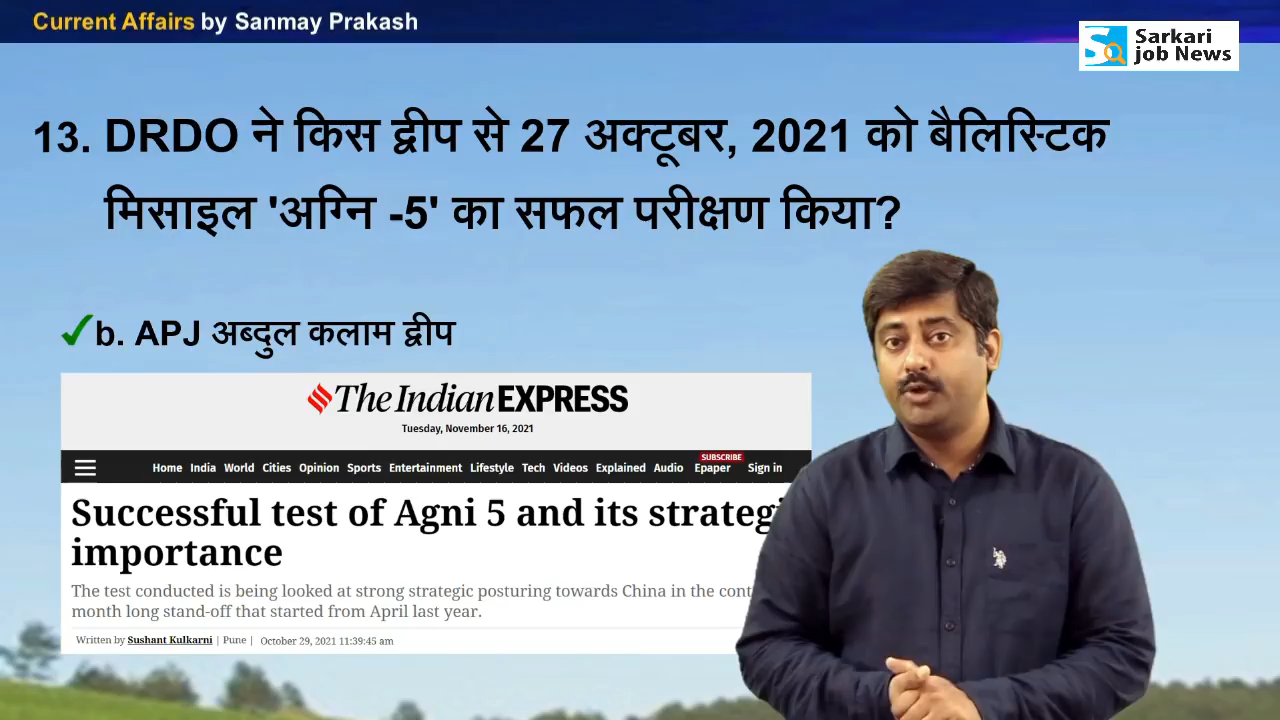 Current Affairs by Sanmay Prakash
Sarkari
Job News
13. DRDO ने किस द्वीप से 27 अक्टूबर, 2021 को बैलिस्टिक
मिसाइल 'अग्नि -5' का सफल परीक्षण किया?
b. APJ अब्दुल कलाम द्वीप
The Indian EXPRESS
Tuesday, November 16, 2021
SUBSCRIBE
Home India World Cities Opinion Sports Entertainment Lifestyle Tech Videos Explained Audio Epaper Sign in
Successful test of Agni 5 and its strategi
importance
The test conducted is being looked at strong strategic posturing towards China in the cont
month long stand-off that started from April last year.
Written by Sushant Kulkarni | Pune | October 29, 2021 11:39:45 am